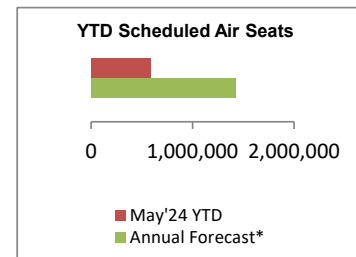 YTD Scheduled Air Seats
0 1,000,000 2,000,000
May'24 YTD
Annual Forecast*